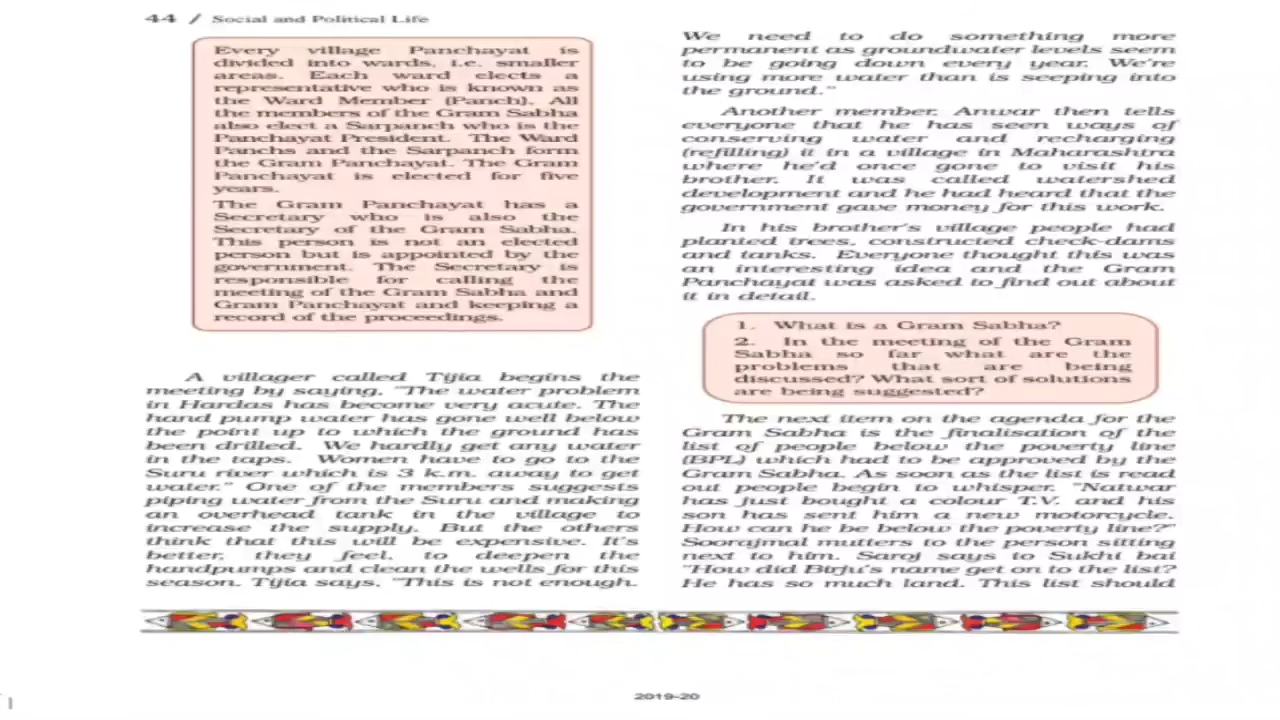 44 / Social and Political Life
Every village Panchayat is
divided into wards, i.e. smaller
areas. Each ward elects a
representative who is known as
the Ward Member (Panch). All
the members of the Gram Sabha
also elect a Sarpanch who is the
Panchayat President. The Ward
Panchs and the Sarpanch form
the Gram Panchayat. The Gram
Panchayat is elected for five
years.
The Gram Panchayat has a
Secretary who is also the
Secretary of the Gram Sabha.
This person is not an elected
person but is appointed by the
government. The Secretary is
responsible for calling the
meeting of the Gram Sabha and
Gram Panchayat and keeping a
record of the proceedings.
A villager called Tijia begins the
meeting by saying, "The water problem
in Hardas has become very acute. The
hand pump water has gone well below
the point up to which the ground has
been drilled. We hardly get any water
in the taps. Women have to go to the
Suru river which is 3 k.m. away to get
water." One of the members suggests
piping water from the Suru and making
an overhead tank in the village to
increase the supply. But the others
think that this will be expensive. It's
better, they feel, to deepen the
handpumps and clean the wells for this
season. Tijia says, "This is not enough.
We need to do something more
permanent as groundwater levels seem
to be going down every year. We're
using more water than is seeping into
the ground."
Another member, Anwar then tells
everyone that he has seen ways of
conserving water and recharging
(refilling) it in a village in Maharashtra
where he'd once gone to visit his
brother. It was called watershed
development and he had heard that the
government gave money for this work.
In his brother's village people had
planted trees, constructed check-dams
and tanks. Everyone thought this was
an interesting idea and the Gram
Panchayat was asked to find out about
it in detail.
1. What is a Gram Sabha?
2. In the meeting of the Gram
Sabha so far what are the
problems that are being
discussed? What sort of solutions
are being suggested?
The next item on the agenda for the
Gram Sabha is the finalisation of the
list of people below the poverty line
(BPL) which had to be approved by the
Gram Sabha. As soon as the list is read
out people begin to whisper, "Natwar
has just bought a colour T.V. and his
son has sent him a new motorcycle.
How can he be below the poverty line?"
Soorajmal mutters to the person sitting
next to him. Saroj says to Sukhi bai
"How did Birju's name get on to the list?
He has so much land. This list should
2019-20